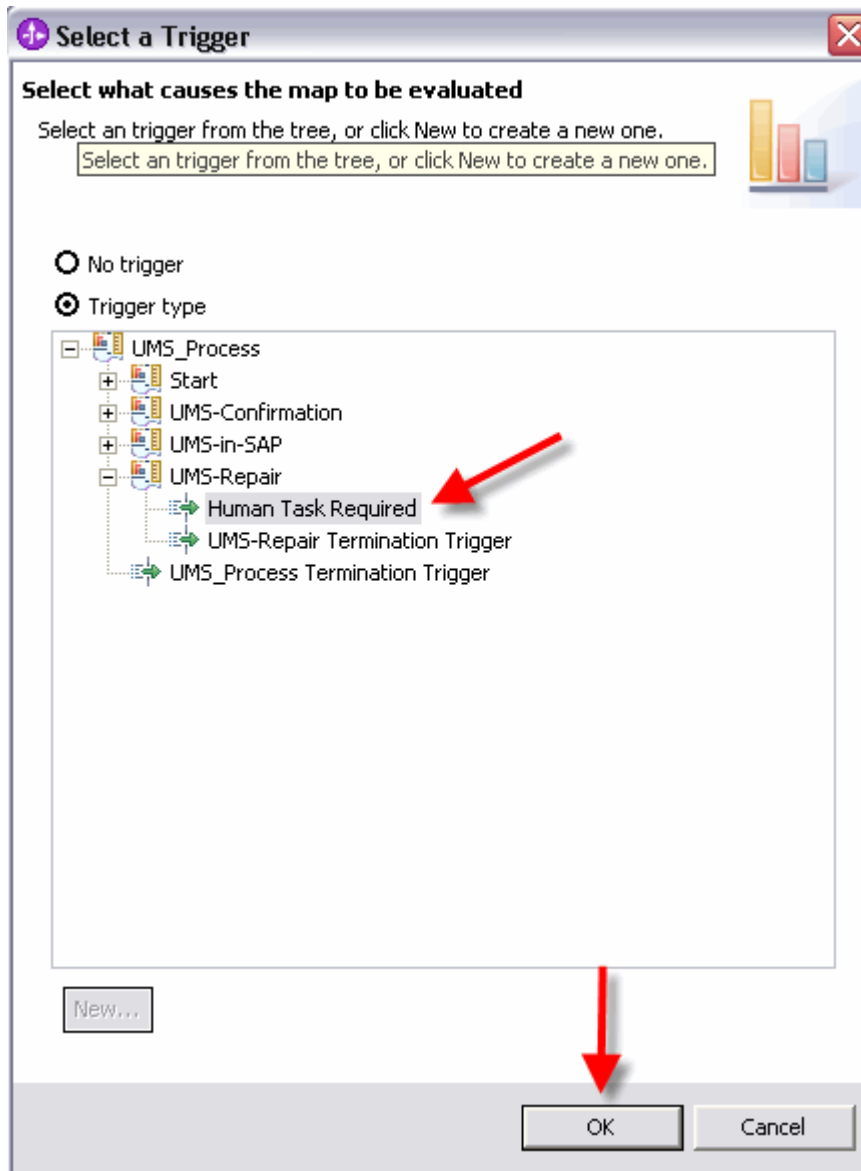 Select a Trigger
Select what causes the map to be evaluated
Select an trigger from the tree, or click New to create a new one.
Select an trigger from the tree, or click New to create a new one.
No trigger
Trigger type
UMS_Process
Start
UMS-Confirmation
UMS-in-SAP
UMS-Repair
Human Task Required
UMS-Repair Termination Trigger
UMS_Process Termination Trigger
New...
OK Cancel